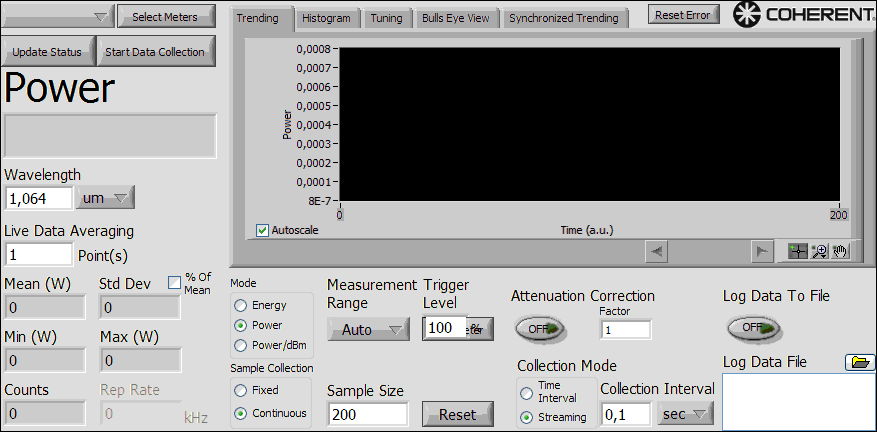 Select Meters
Update Status
Start Data Collection
Power
Wavelength
1,064
um
Live Data Averaging
1
Point(s)
Mean (W)
Std Dev
% Of
Mean
0
0
Min (W)
Max (W)
0
0
Counts
Rep Rate
0
0
kHz
Trending
Histogram
Tuning
Bulls Eye View
Synchronized Trending
Reset Error
COHERENT.
Power
0,0008
0,0007
0,0006
0,0005
0,0004
0,0003
0,0002
0,0001
8E-7
0
200
Autoscale
Time (a.u.)
Mode
Energy
Power
Power/dBm
Sample Collection
Fixed
Continuous
Measurement
Range
Auto
Trigger
Level
100
%
Sample Size
200
Reset
Attenuation Correction
Factor
OFF
1
Collection Mode
Time
Interval
Streaming
Collection Interval
0,1
sec
Log Data To File
OFF
Log Data File